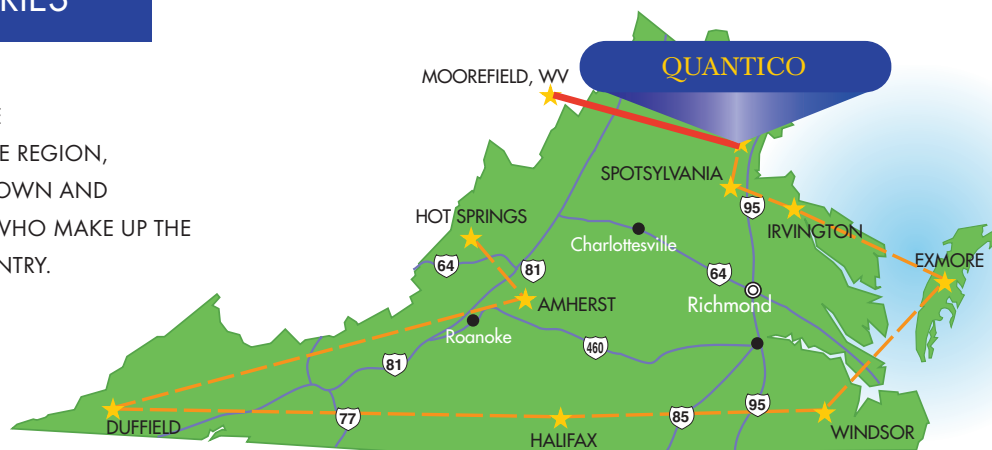 RIES
E REGION,
OWN AND
WHO MAKE UP THE
NTRY.
QUANTICO
MOOREFIELD, WV
SPOTSYLVANIA
95
HOT SPRINGS
IRVINGTON
Charlottesville
EXMORE
64
81
64
AMHERST
Richmond
Roanoke
460
81
95
77
85
DUFFIELD
HALIFAX
WINDSOR